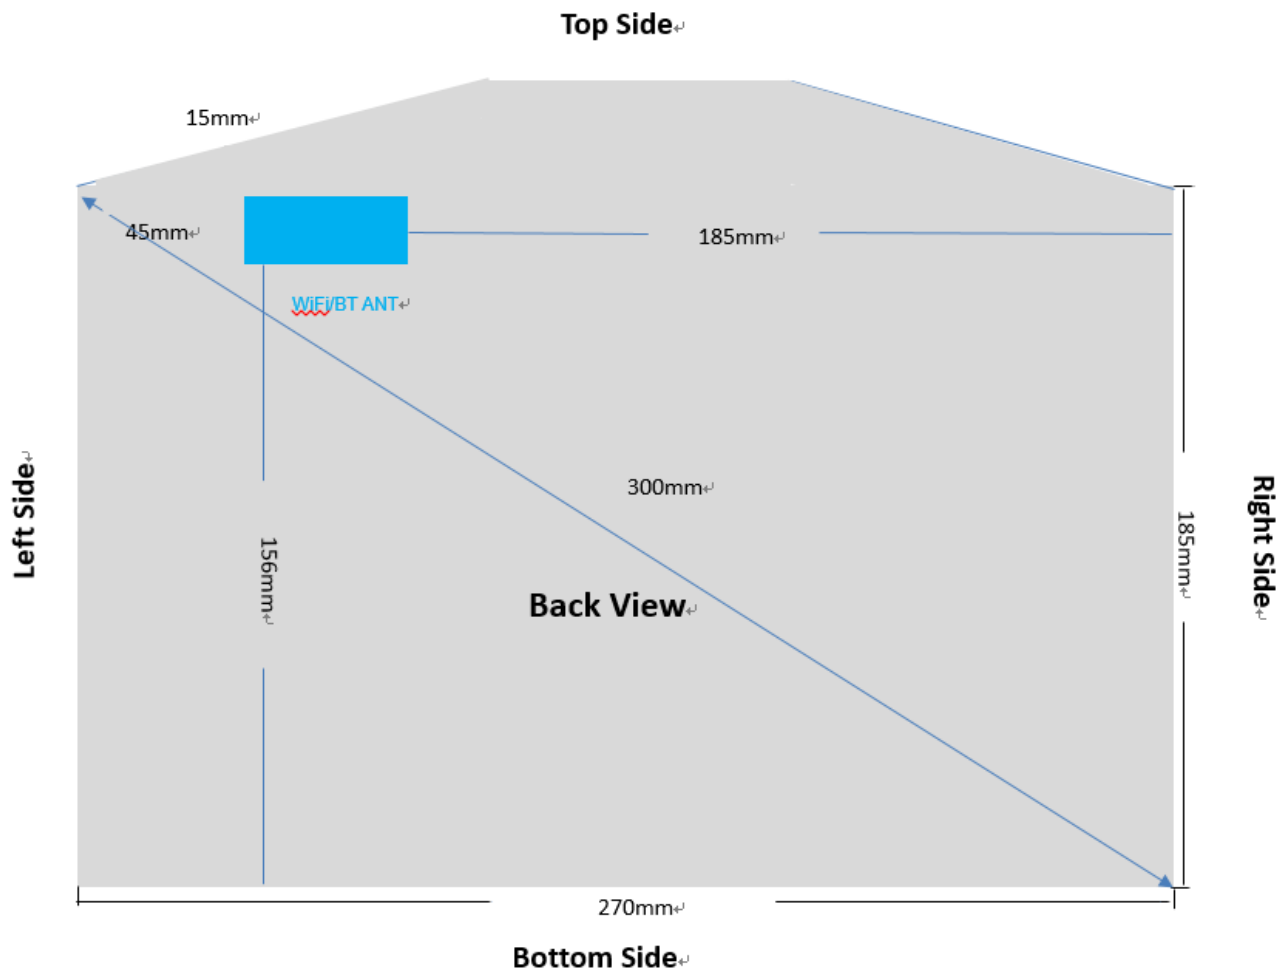 Top Side
15mm
45mm
185mm
WiFi/BT ANT
300mm
Left Side
Right Side
185mm
156mm
Back View
270mm
Bottom Side